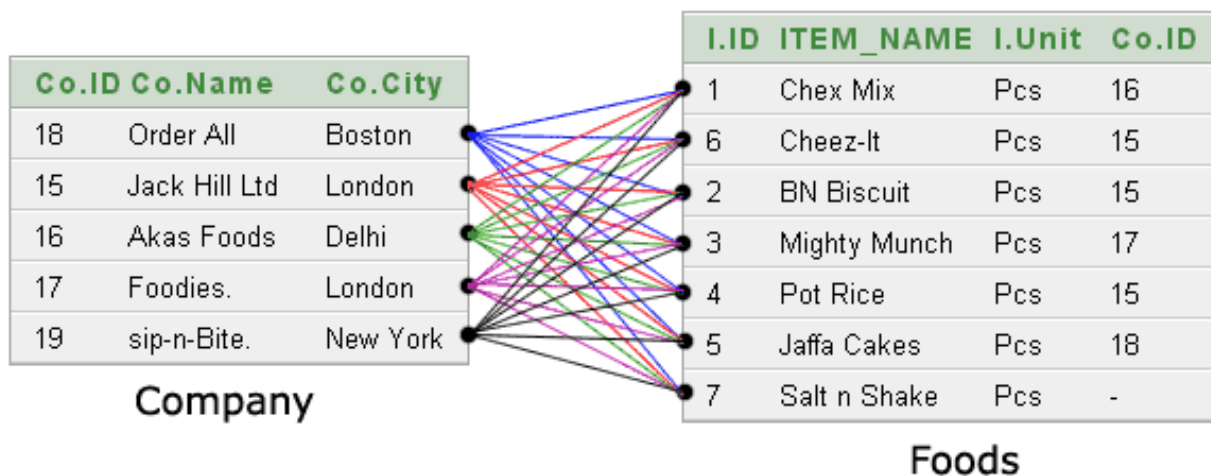 Co.ID Co.Name Co.City
18 Order All Boston
15 Jack Hill Ltd London
16 Akas Foods Delhi
17 Foodies. London
19 sip-n-Bite. New York
Company
I.ID ITEM_NAME I.Unit Co.ID
1 Chex Mix Pcs 16
6 Cheez-It Pcs 15
2 BN Biscuit Pcs 15
3 Mighty Munch Pcs 17
4 Pot Rice Pcs 15
5 Jaffa Cakes Pcs 18
7 Salt n Shake Pcs -
Foods